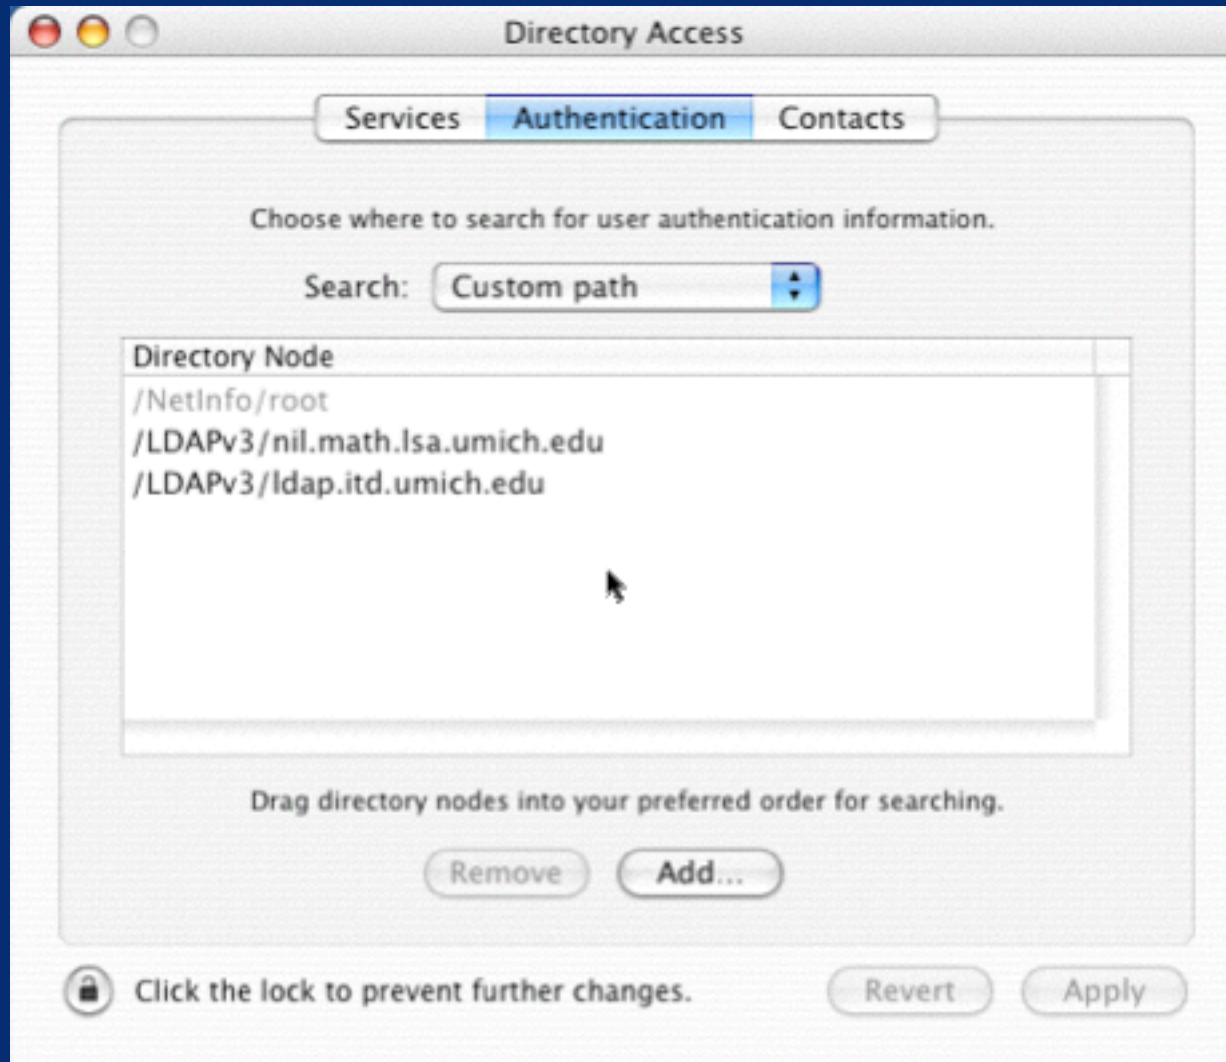 Directory Access
Services Authentication Contacts
Choose where to search for user authentication information.
Search: Custom path
Directory Node
/NetInfo/root
/LDAPv3/nil.math.lsa.umich.edu
/LDAPv3/ldap.itd.umich.edu
Drag directory nodes into your preferred order for searching.
Remove Add...
Click the lock to prevent further changes. Revert Apply